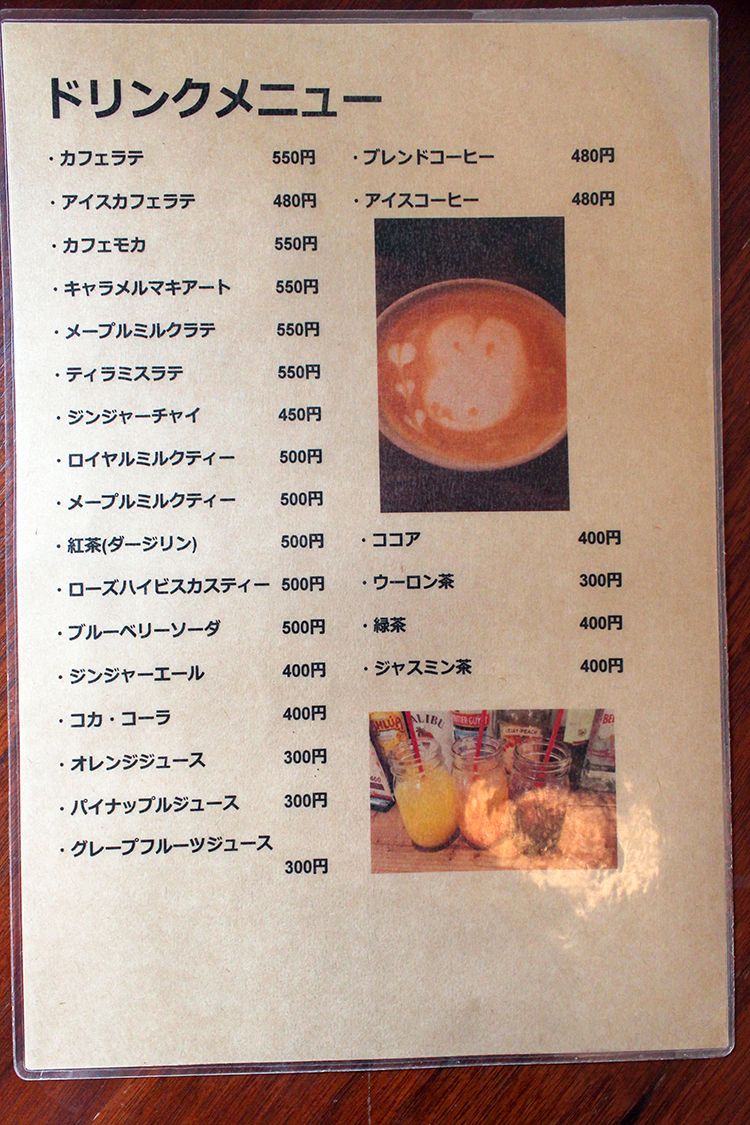 ドリンクメニュー
・カフェラテ 550円
・アイスカフェラテ 480円
・カフェモカ 550円
・キャラメルマキアート 550円
・メープルミルクラテ 550円
・ティラミスラテ 550円
・ジンジャーチャイ 450円
・ロイヤルミルクティー 500円
・メープルミルクティー 500円
・紅茶(ダージリン) 500円
・ローズハイビスカスティー 500円
・ブルーベリーソーダ 500円
・ジンジャーエール 400円
・コカ・コーラ 400円
・オレンジジュース 300円
・パイナップルジュース 300円
・グレープフルーツジュース
300円
・ブレンドコーヒー 480円
・アイスコーヒー 480円
・ココア 400円
・ウーロン茶 300円
・緑茶 400円
・ジャスミン茶 400円